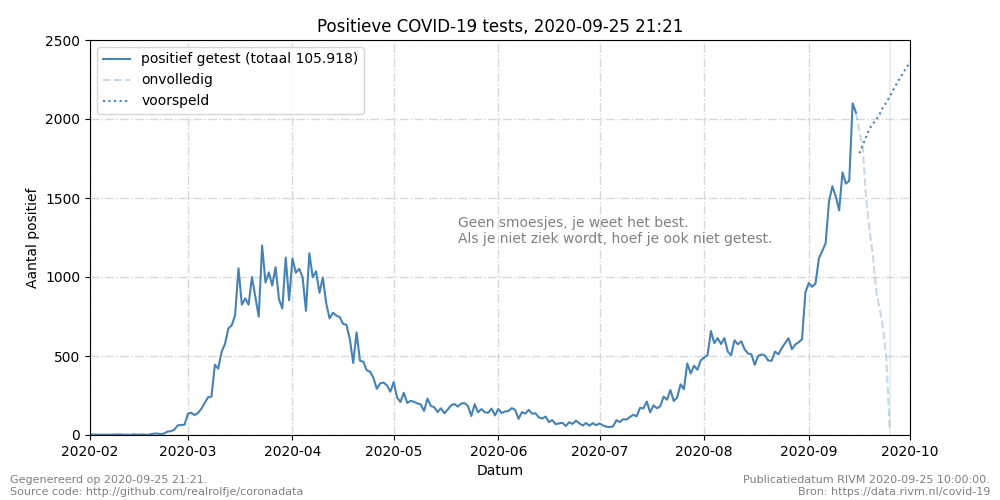 Positieve COVID-19 tests, 2020-09-25 21:21
2500
2000
1500
1000
500
0
Aantal positief
positief getest (totaal 105.918)
onvolledig
voorspeld
Geen smoesjes, je weet het best.
Als je niet ziek wordt, hoef je ook niet getest.
2020-02 2020-03 2020-04 2020-05 2020-06 2020-07 2020-08 2020-09 2020-10
Datum
Gegenereerd op 2020-09-25 21:21.
Source code: http://github.com/realrolfje/coronadata
Publicatiedatum RIVM 2020-09-25 10:00:00.
Bron: https://data.rivm.nl/covid-19